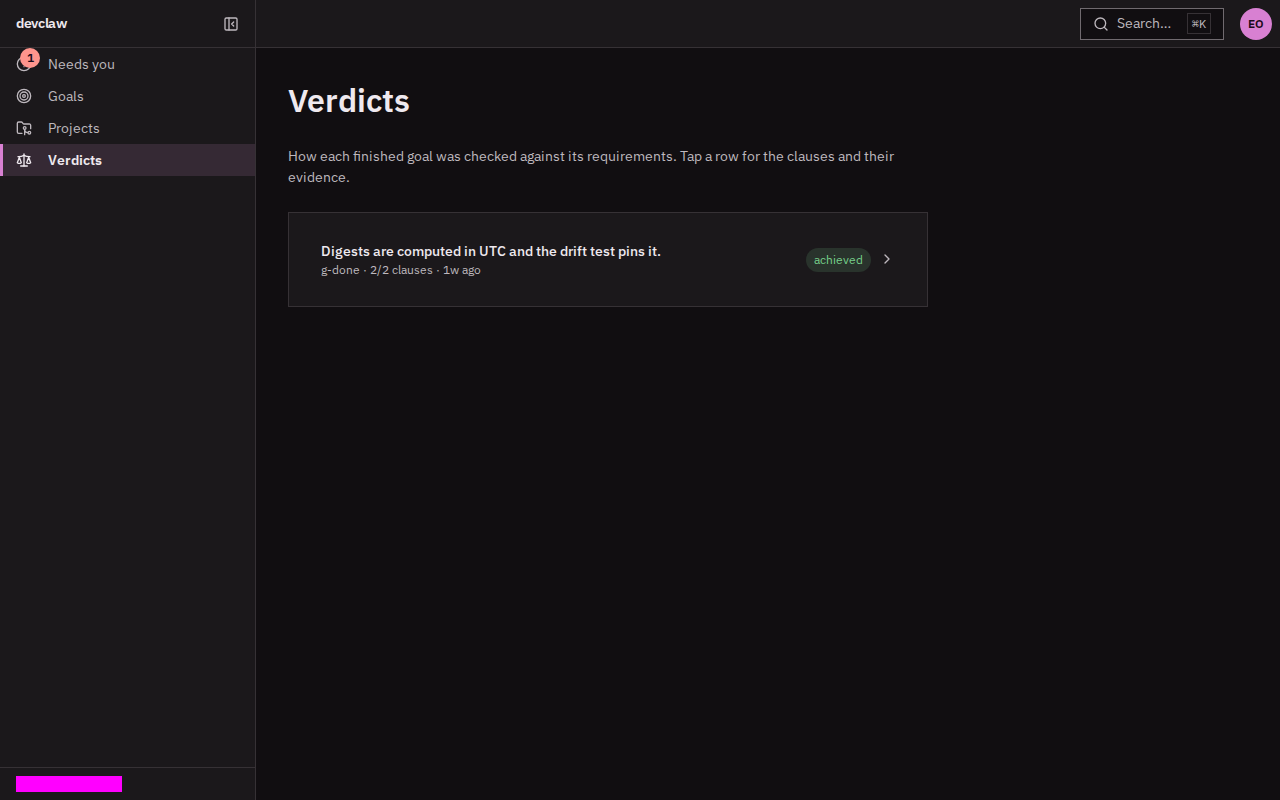 devclaw
Search...
⌘K
EO
1
Needs you
Goals
Projects
Verdicts
Verdicts
How each finished goal was checked against its requirements. Tap a row for the clauses and their
evidence.
Digests are computed in UTC and the drift test pins it.
g-done · 2/2 clauses · 1w ago
achieved